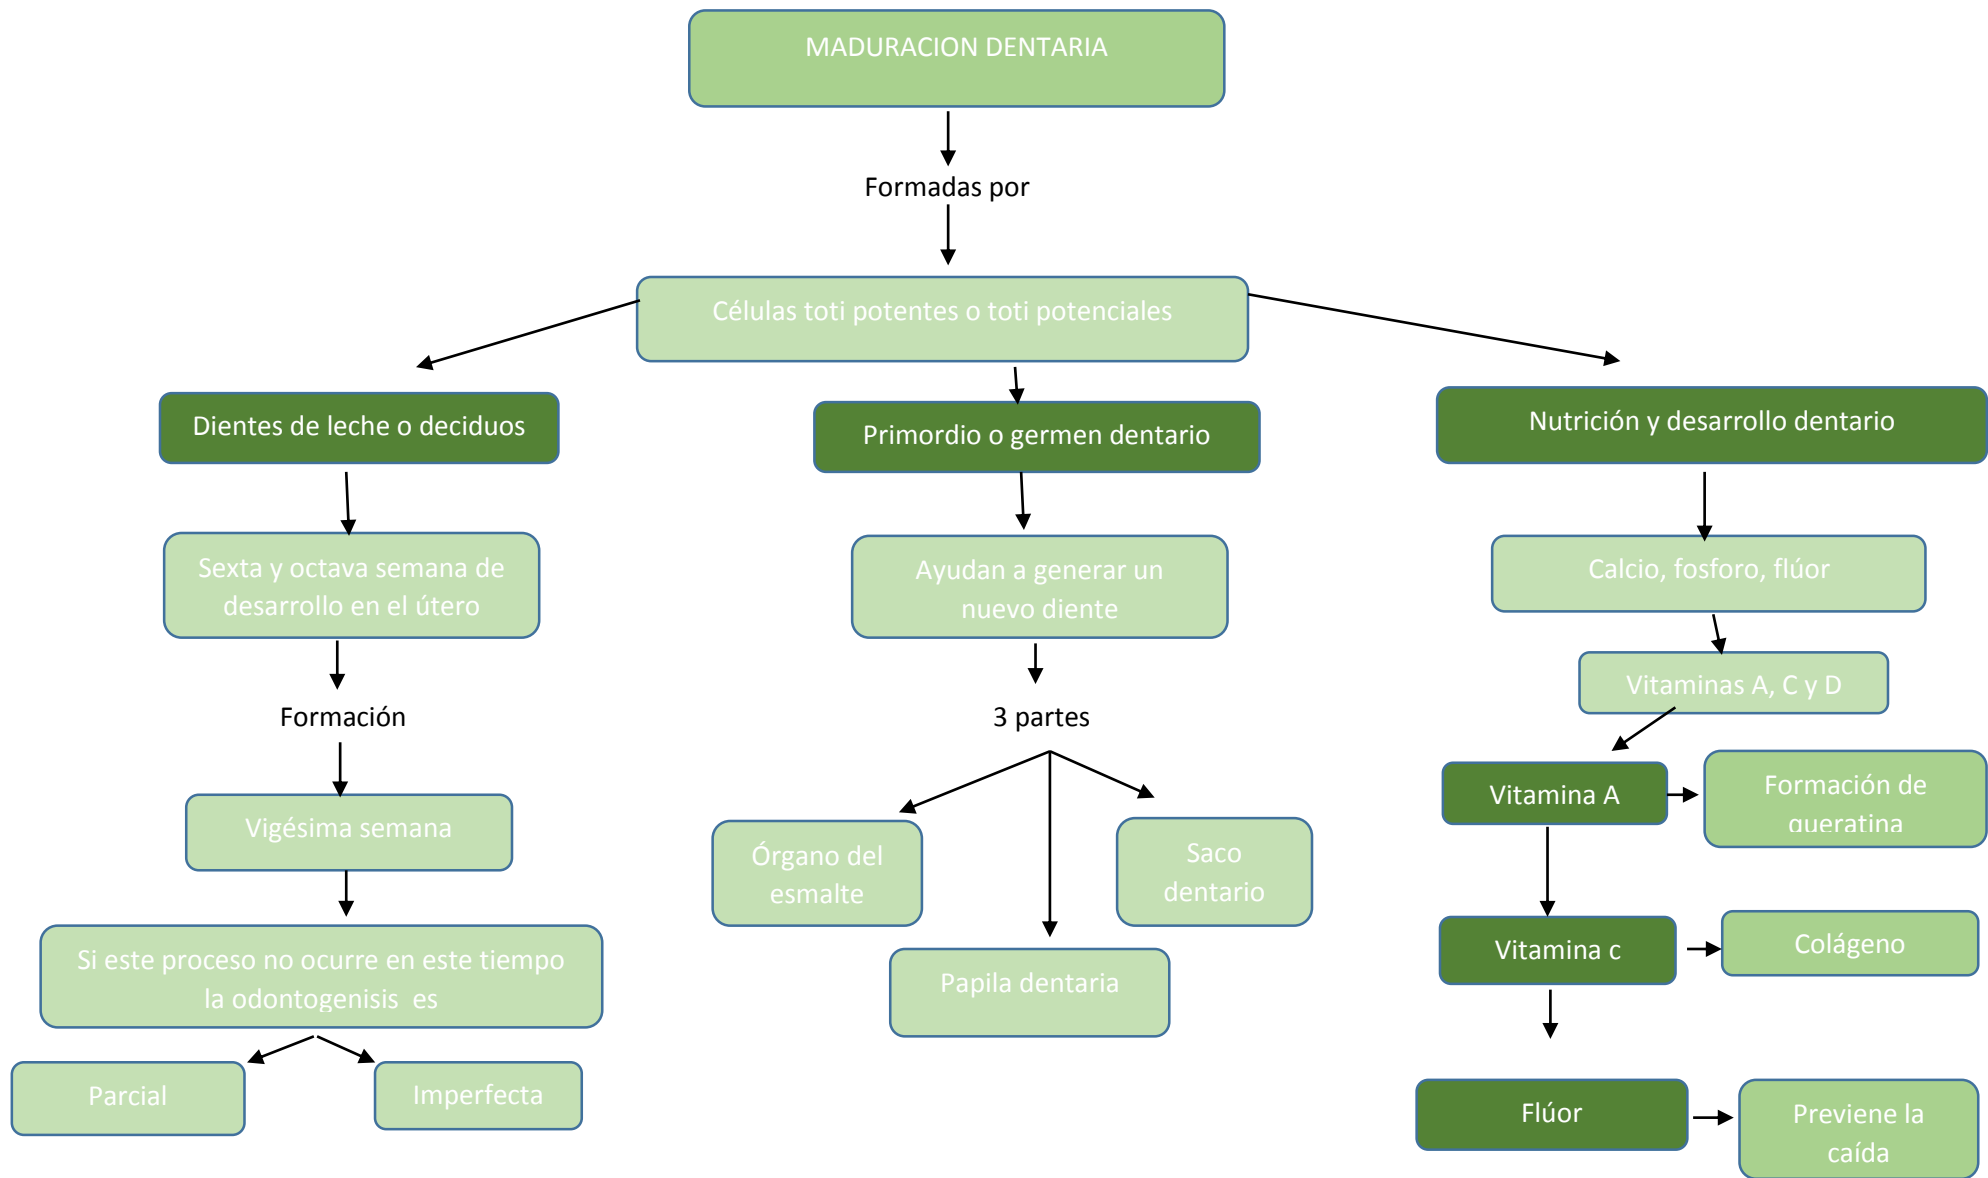 MADURACION DENTARIA
Formadas por
Células toti potentes o toti potenciales
Dientes de leche o deciduos
Sexta y octava semana de
desarrollo en el útero
Formación
Vigésima semana
Si este proceso no ocurre en este tiempo
la odontogenisis es
Parcial
Imperfecta
Primordio o germen dentario
Ayudan a generar un
nuevo diente
3 partes
Órgano del
esmalte
Papila dentaria
Saco
dentario
Nutrición y desarrollo dentario
Calcio, fosforo, flúor
Vitaminas A, C y D
Vitamina A
Formación de
queratina
Vitamina c
Colágeno
Flúor
Previene la
caída